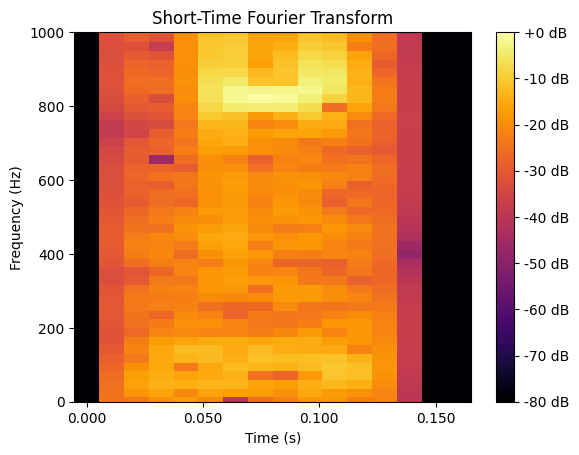 Short-Time Fourier Transform
1000
800
600
400
200
0
Frequency (Hz)
0.000
0.050
0.100
0.150
Time (s)
+0 dB
-10 dB
-20 dB
-30 dB
-40 dB
-50 dB
-60 dB
-70 dB
-80 dB